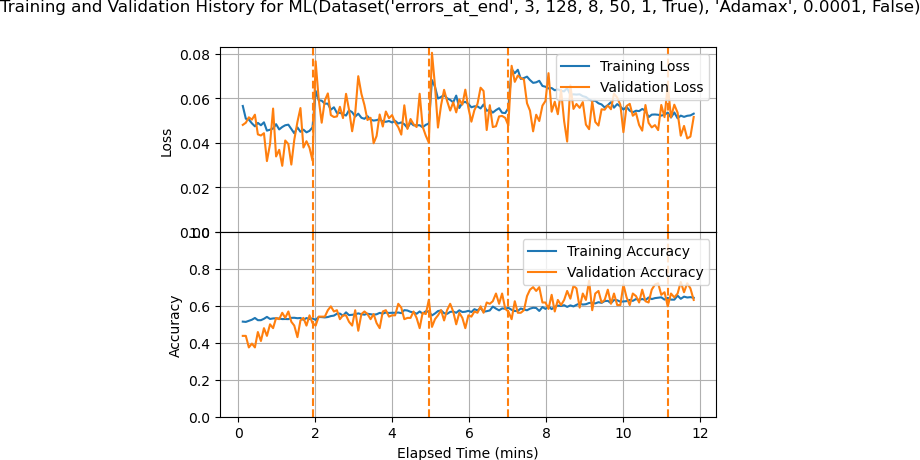 Training and Validation History for ML(Dataset('errors_at_end', 3, 128, 8, 50, 1, True), 'Adamax', 0.0001, False)
0.08
0.06
0.04
0.02
0.00
Loss
Training Loss
Validation Loss
1.0
0.8
0.6
0.4
0.2
0.0
Accuracy
Training Accuracy
Validation Accuracy
0 2 4 6 8 10 12
Elapsed Time (mins)